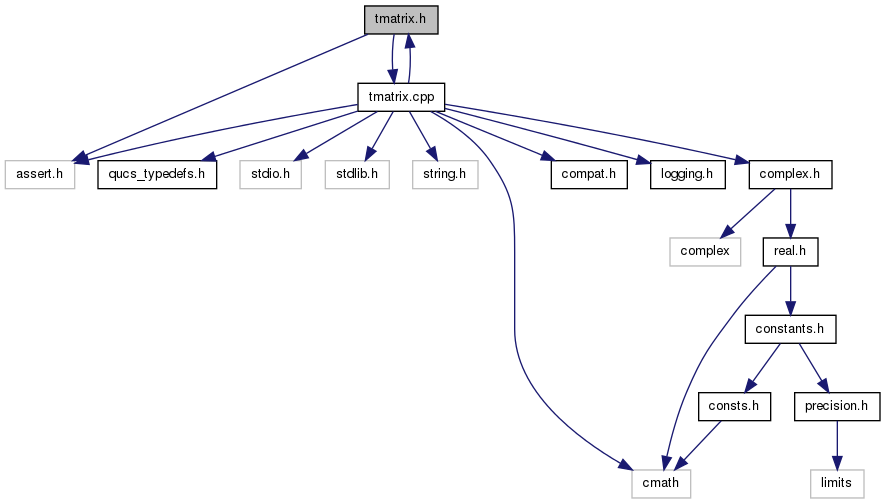 tmatrix.h
tmatrix.cpp
assert.h
qucs_typedefs.h
stdio.h
stdlib.h
string.h
compat.h
logging.h
complex.h
complex
real.h
constants.h
consts.h
precision.h
cmath
limits